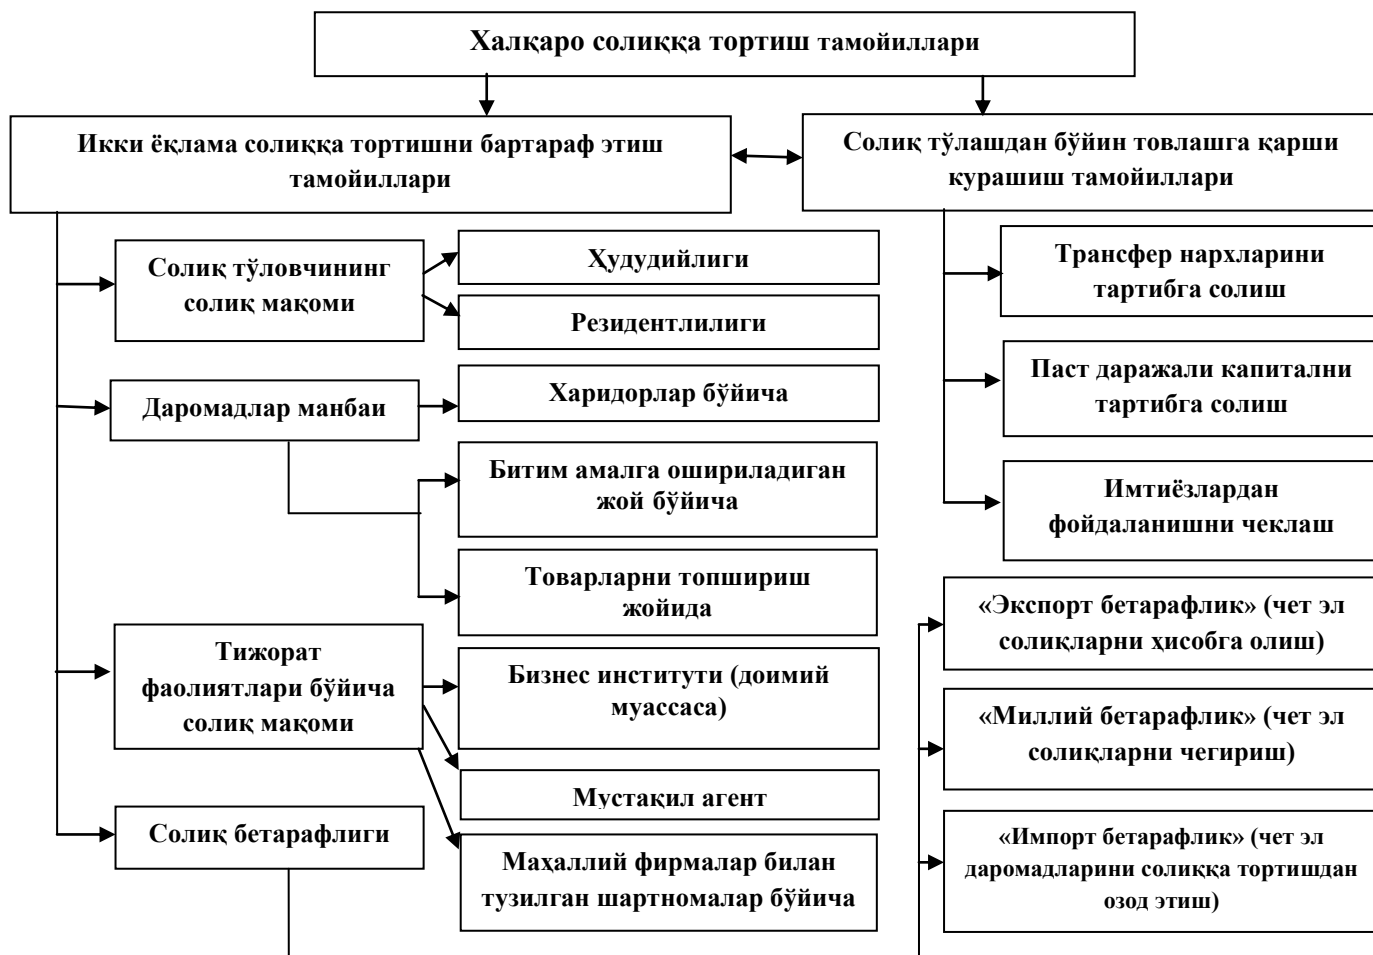 Халқаро солиққа тортиш тамойиллари
Икки ёқлама солиққа тортишни бартараф этиш
тамойиллари
Солиқ тўлашдан бўйин товлашга қарши
курашиш тамойиллари
Солиқ тўловчининг
солиқ мақоми
Ҳудудийлиги
Резидентлилиги
Даромадлар манбаи
Харидорлар бўйича
Битим амалга ошириладиган
жой бўйича
Товарларни топшириш
жойида
Тижорат
фаолиятлари бўйича
солиқ мақоми
Бизнес институти (доимий
муассаса)
Мустақил агент
Маҳаллий фирмалар билан
тузилган шартномалар бўйича
Солиқ бетарафлиги
Трансфер нархларини
тартибга солиш
Паст даражали капитални
тартибга солиш
Имтиёзлардан
фойдаланишни чеклаш
«Экспорт бетарафлик» (чет эл
солиқларни ҳисобга олиш)
«Миллий бетарафлик» (чет эл
солиқларни чегириш)
«Импорт бетарафлик» (чет эл
даромадларини солиққа тортишдан
озод этиш)